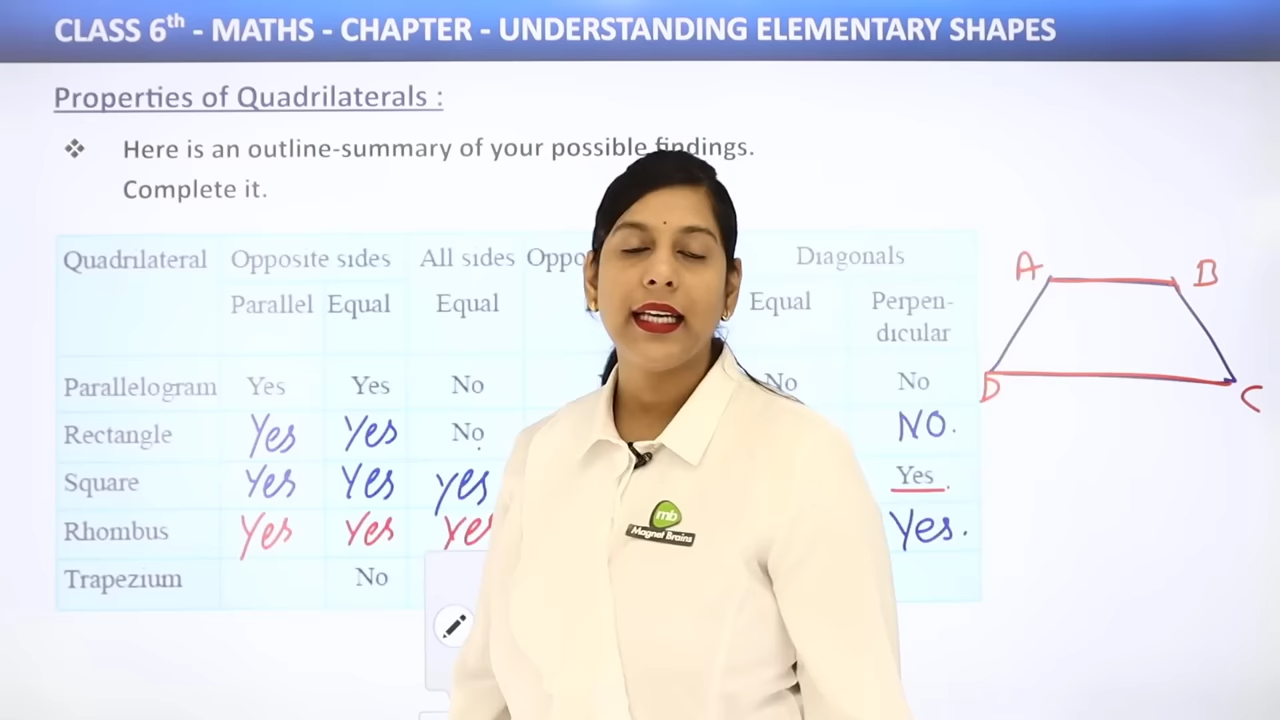 CLASS 6th - MATHS - CHAPTER - UNDERSTANDING ELEMENTARY SHAPES
Properties of Quadrilaterals :
❖ Here is an outline-summary of your possible findings.
Complete it.
Quadrilateral Opposite sides All sides Diagonals
Parallel Equal Equal Equal Perpen-
dicular
Parallelogram Yes Yes No No No
Rectangle Yes Yes No NO.
Square Yes Yes yes Yes.
Rhombus Yes Yes yes Yes.
Trapezium No
A B
D C
mb
Magnet Brains